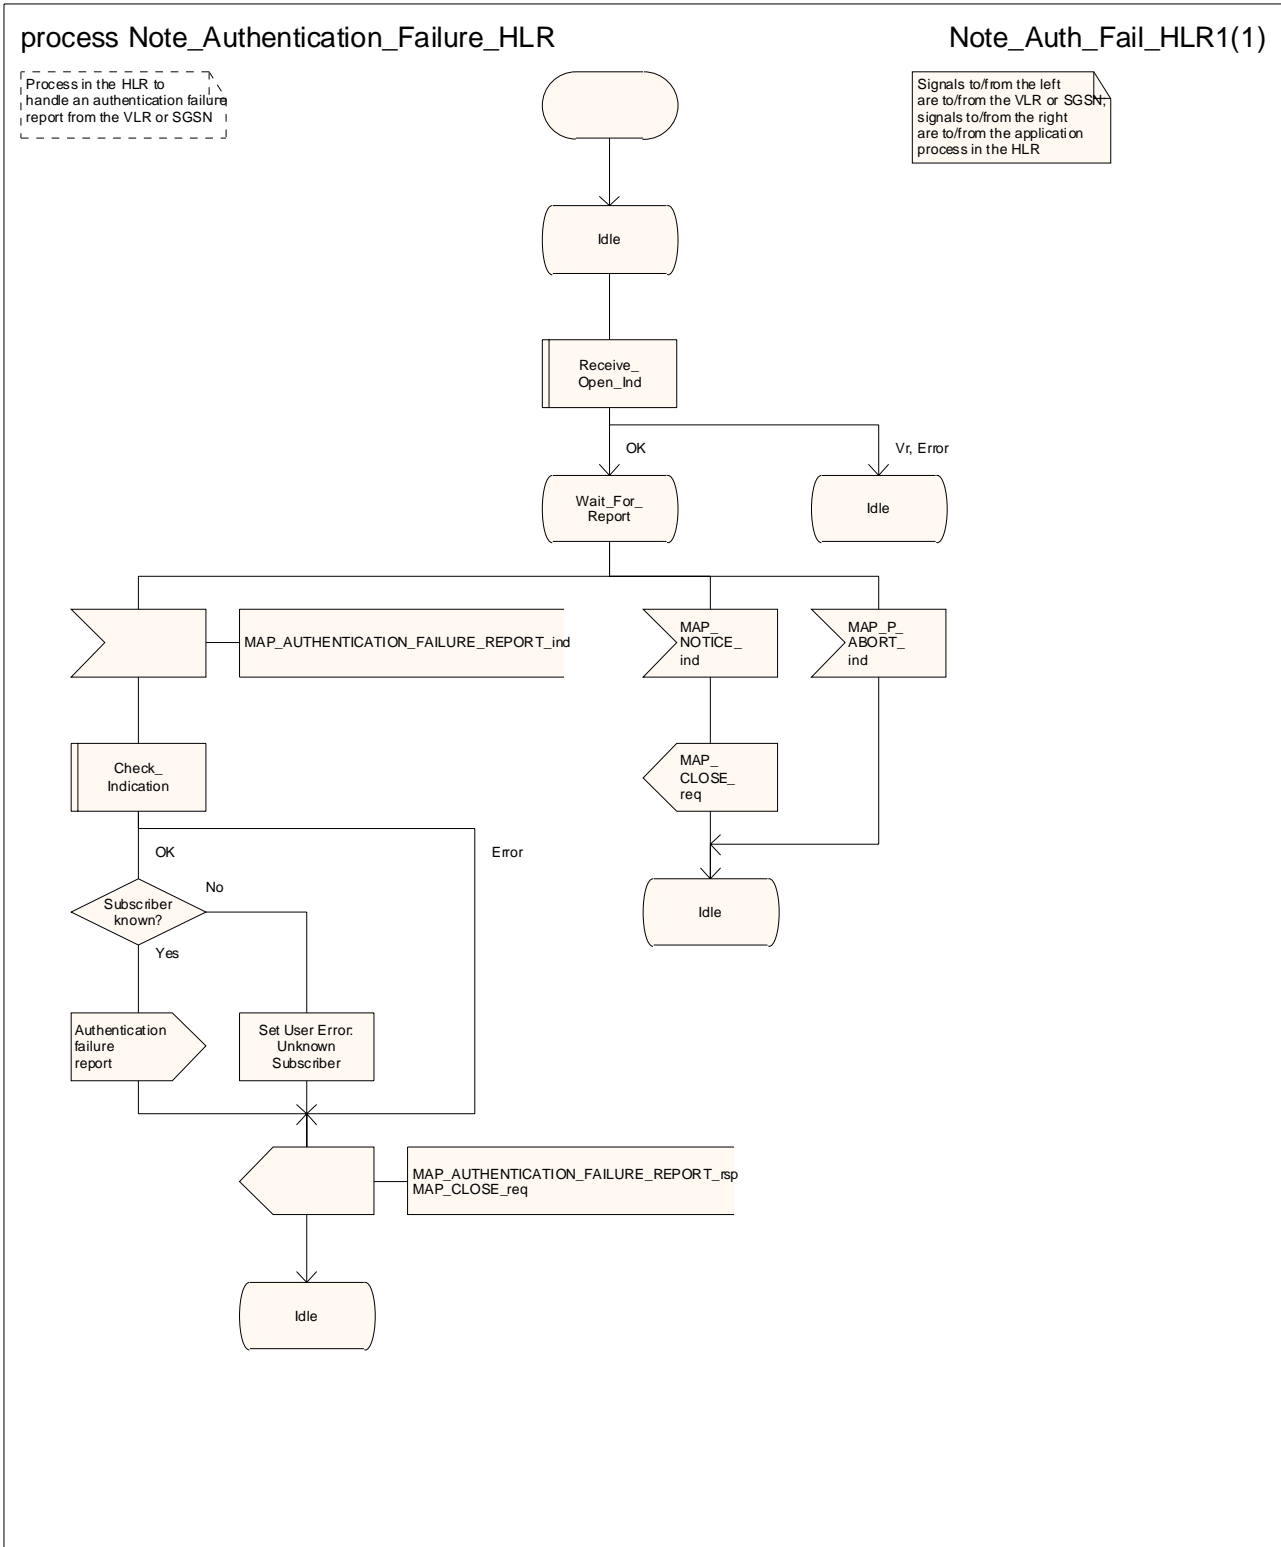 process Note_Authentication_Failure_HLR
Note_Auth_Fail_HLR1(1)
Process in the HLR to
handle an authentication failure
report from the VLR or SGSN
Signals to/from the left
are to/from the VLR or SGSN;
signals to/from the right
are to/from the application
process in the HLR
Idle
Receive_
Open_Ind
OK
Vr, Error
Wait_For_
Report
Idle
MAP_AUTHENTICATION_FAILURE_REPORT_ind
MAP_
NOTICE_
ind
MAP_P_
ABORT_
ind
Check_
Indication
MAP_
CLOSE_
req
OK
Error
Subscriber
known?
No
Yes
Idle
Authentication
failure
report
Set User Error:
Unknown
Subscriber
MAP_AUTHENTICATION_FAILURE_REPORT_rsp
MAP_CLOSE_req
Idle